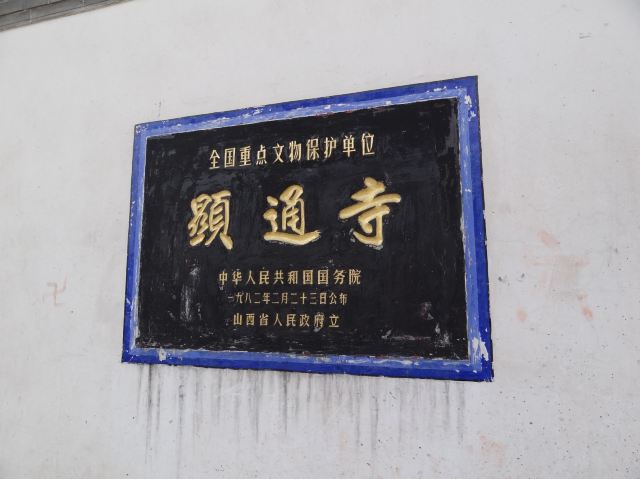 全国重点文物保护单位
顯通寺
中华人民共和国国务院
一九八二年二月二十三日公布
山西省人民政府立